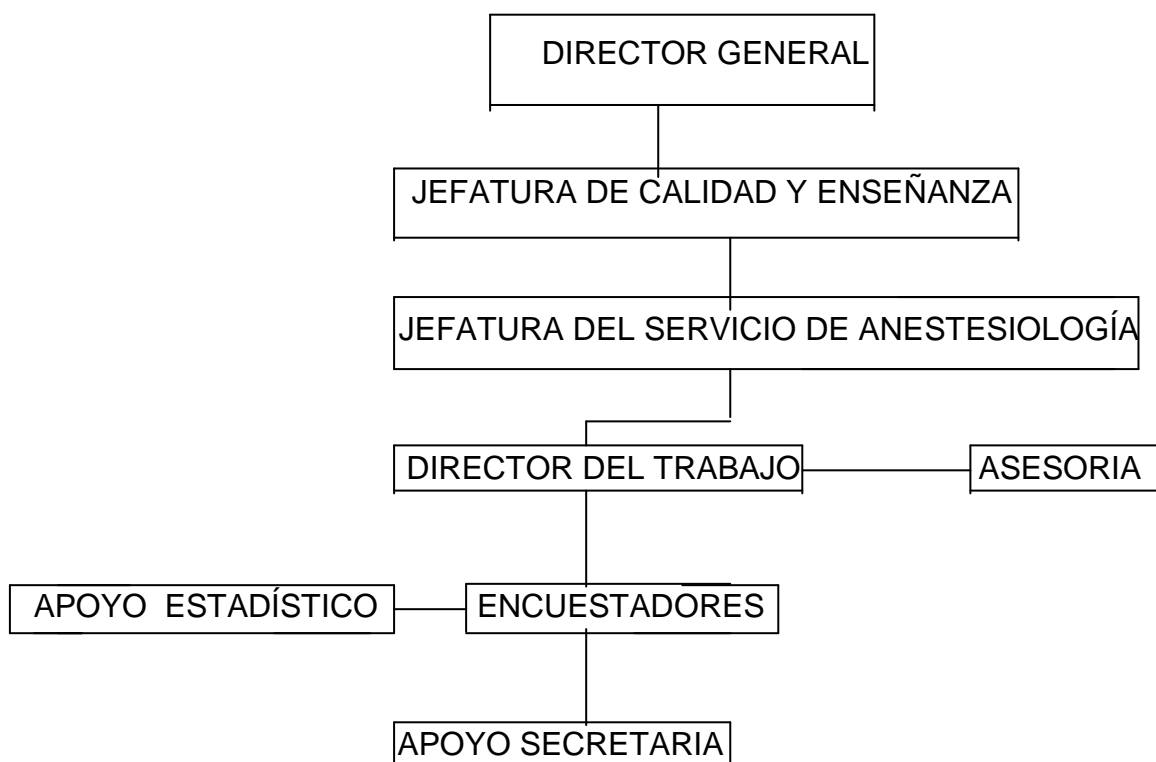 DIRECTOR GENERAL
JEFATURA DE CALIDAD Y ENSEÑANZA
JEFATURA DEL SERVICIO DE ANESTESIOLOGÍA
DIRECTOR DEL TRABAJO
ASESORIA
APOYO ESTADÍSTICO
ENCUESTADORES
APOYO SECRETARIA